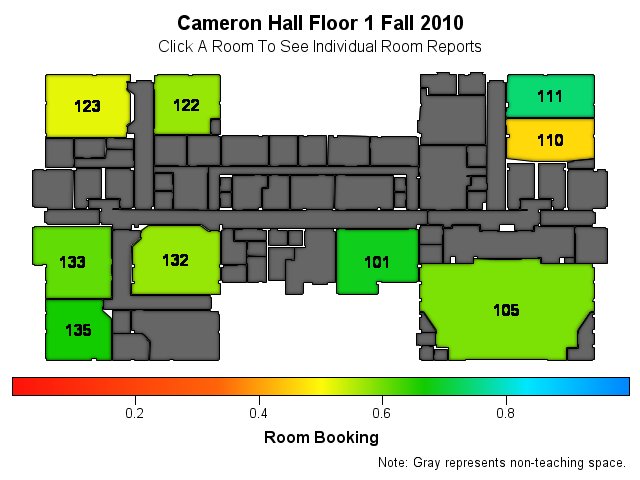 Cameron Hall Floor 1 Fall 2010
Click A Room To See Individual Room Reports
123
122
111
110
133
132
101
105
135
0.2 0.4 0.6 0.8
Room Booking
Note: Gray represents non-teaching space.